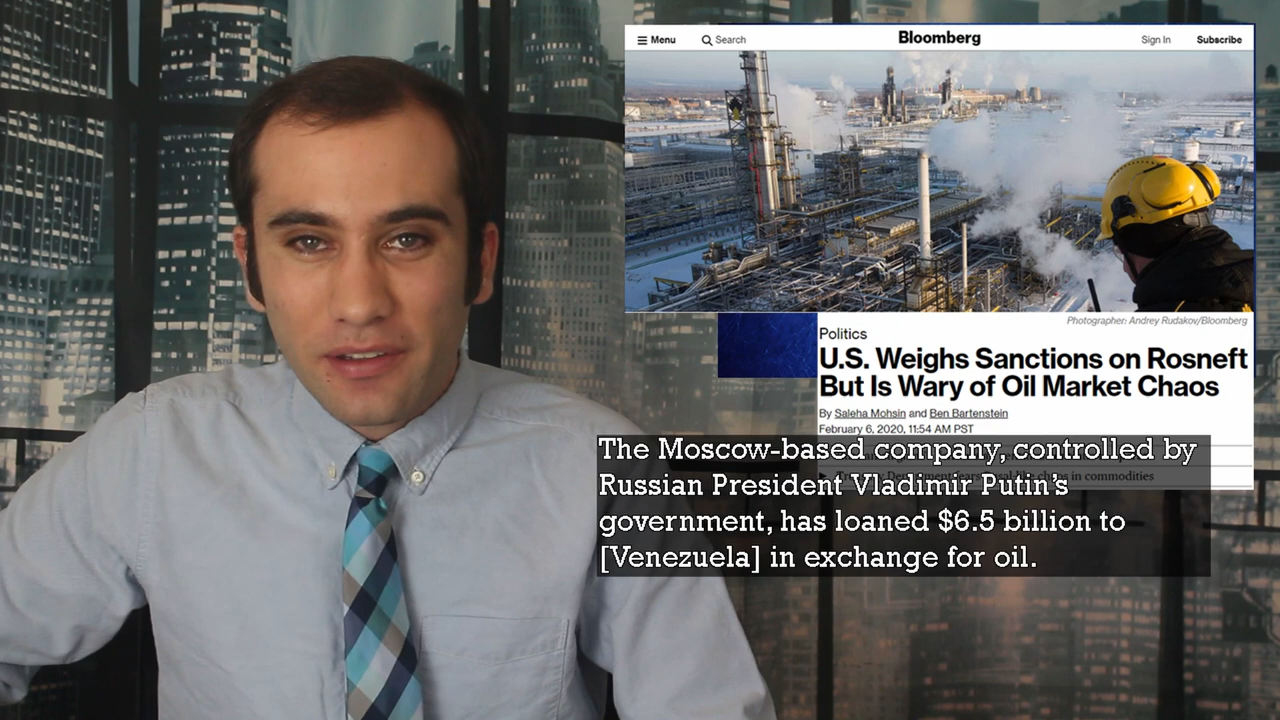 Menu Search Bloomberg Sign In Subscribe
Photographer: Andrey Rudakov/Bloomberg
Politics
U.S. Weighs Sanctions on Rosneft
But Is Wary of Oil Market Chaos
By Saleha Mohsin and Ben Bartenstein
February 6, 2020, 11:54 AM PST
The Moscow-based company, controlled by
Russian President Vladimir Putin's
government, has loaned $6.5 billion to
[Venezuela] in exchange for oil.
in commodities